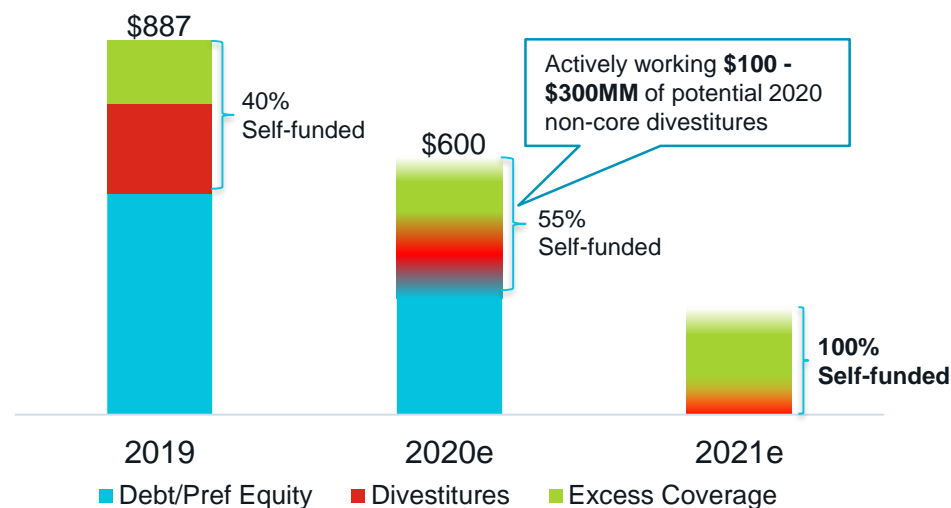 $887
40%
Self-funded
Actively working $100 -
$300MM of potential 2020
non-core divestitures
$600
55%
Self-funded
100%
Self-funded
2019
2020e
2021e
Debt/Pref Equity
Divestitures
Excess Coverage